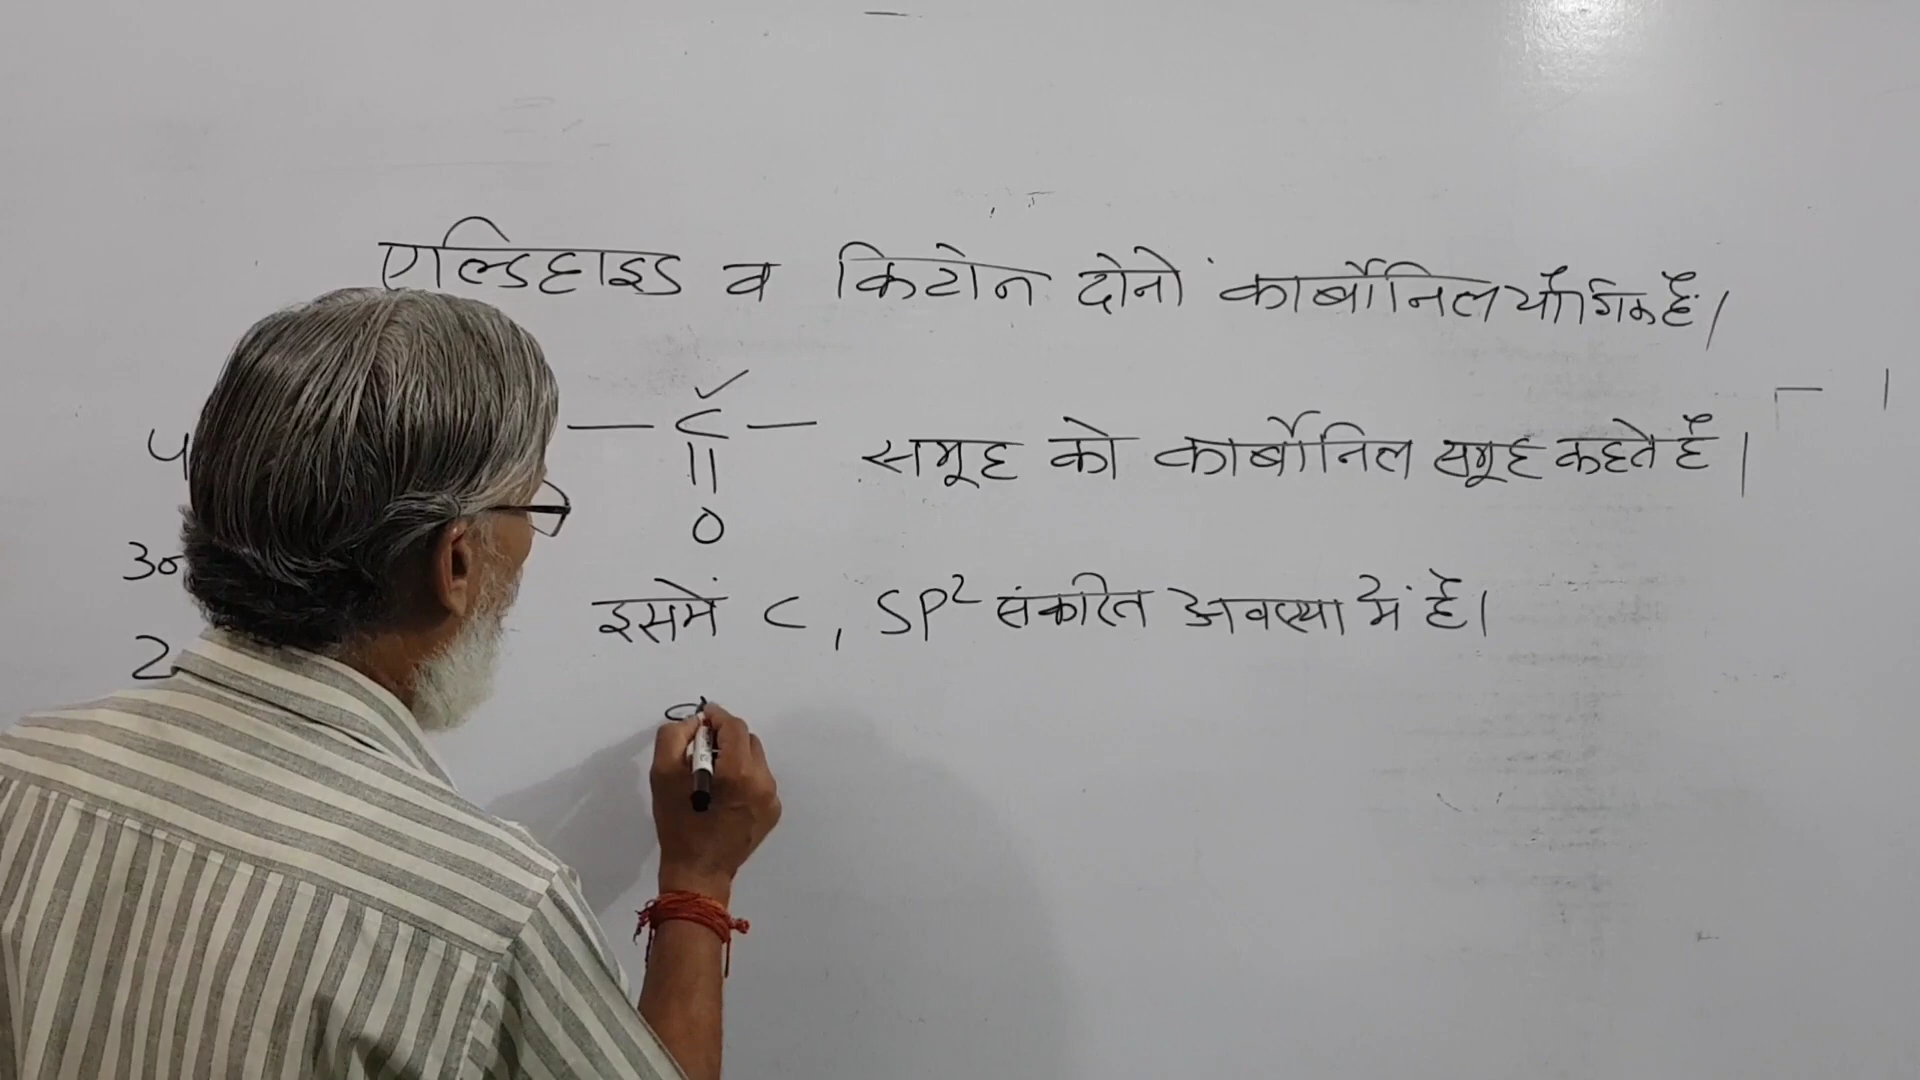 एल्डिहाइड व किटोन दोनों कार्बोनिल यौगिक हैं।
— C — समूह को कार्बोनिल समूह कहते हैं।
||
O
इसमें C, SP² संकरित अवस्था में है।